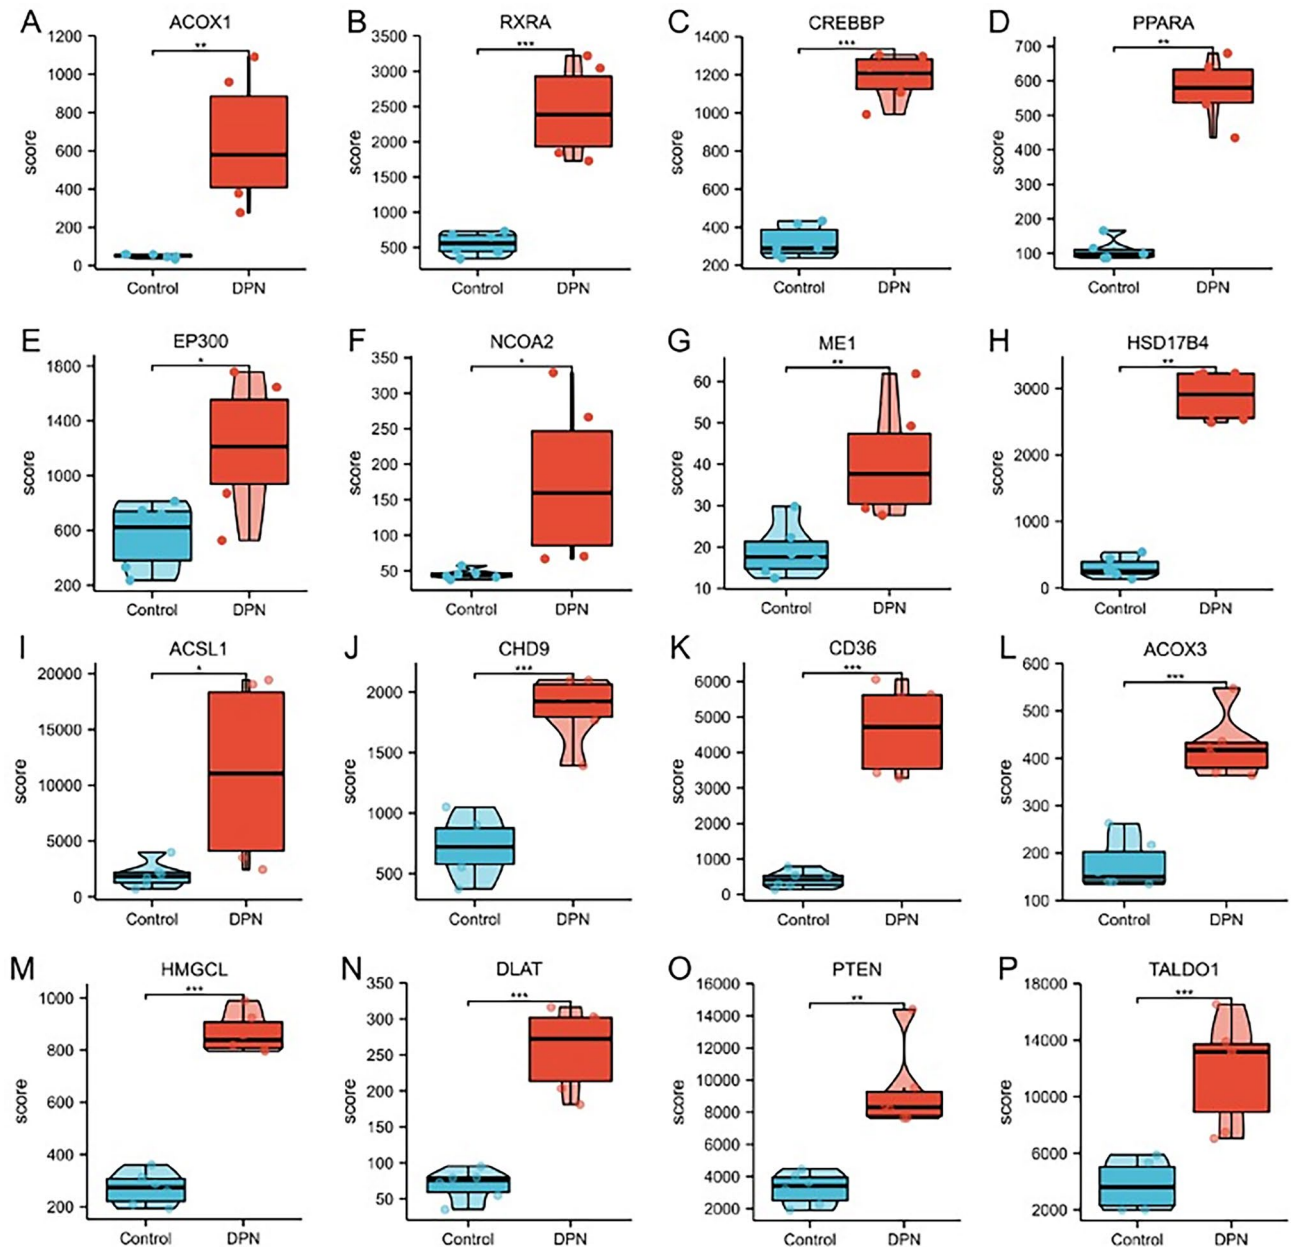 A ACOX1
1200
1000
800
600
400
200
0
score
**
Control DPN
B RXRA
3500
3000
2500
2000
1500
1000
500
score
***
Control DPN
C CREBBP
1400
1200
1000
800
600
400
200
score
***
Control DPN
D PPARA
700
600
500
400
300
200
100
score
**
Control DPN
E EP300
1800
1400
1000
600
200
score
*
Control DPN
F NCOA2
350
300
250
200
150
100
50
score
*
Control DPN
G ME1
60
50
40
30
20
10
score
**
Control DPN
H HSD17B4
3000
2000
1000
0
score
**
Control DPN
I ACSL1
20000
15000
10000
5000
0
score
*
Control DPN
J CHD9
2000
1500
1000
500
score
***
Control DPN
K CD36
6000
5000
4000
3000
2000
1000
0
score
***
Control DPN
L ACOX3
600
500
400
300
200
100
score
***
Control DPN
M HMGCL
1000
800
600
400
200
score
***
Control DPN
N DLAT
350
300
250
200
150
100
50
score
***
Control DPN
O PTEN
16000
14000
12000
10000
8000
6000
4000
2000
score
**
Control DPN
P TALDO1
18000
14000
10000
6000
2000
score
***
Control DPN